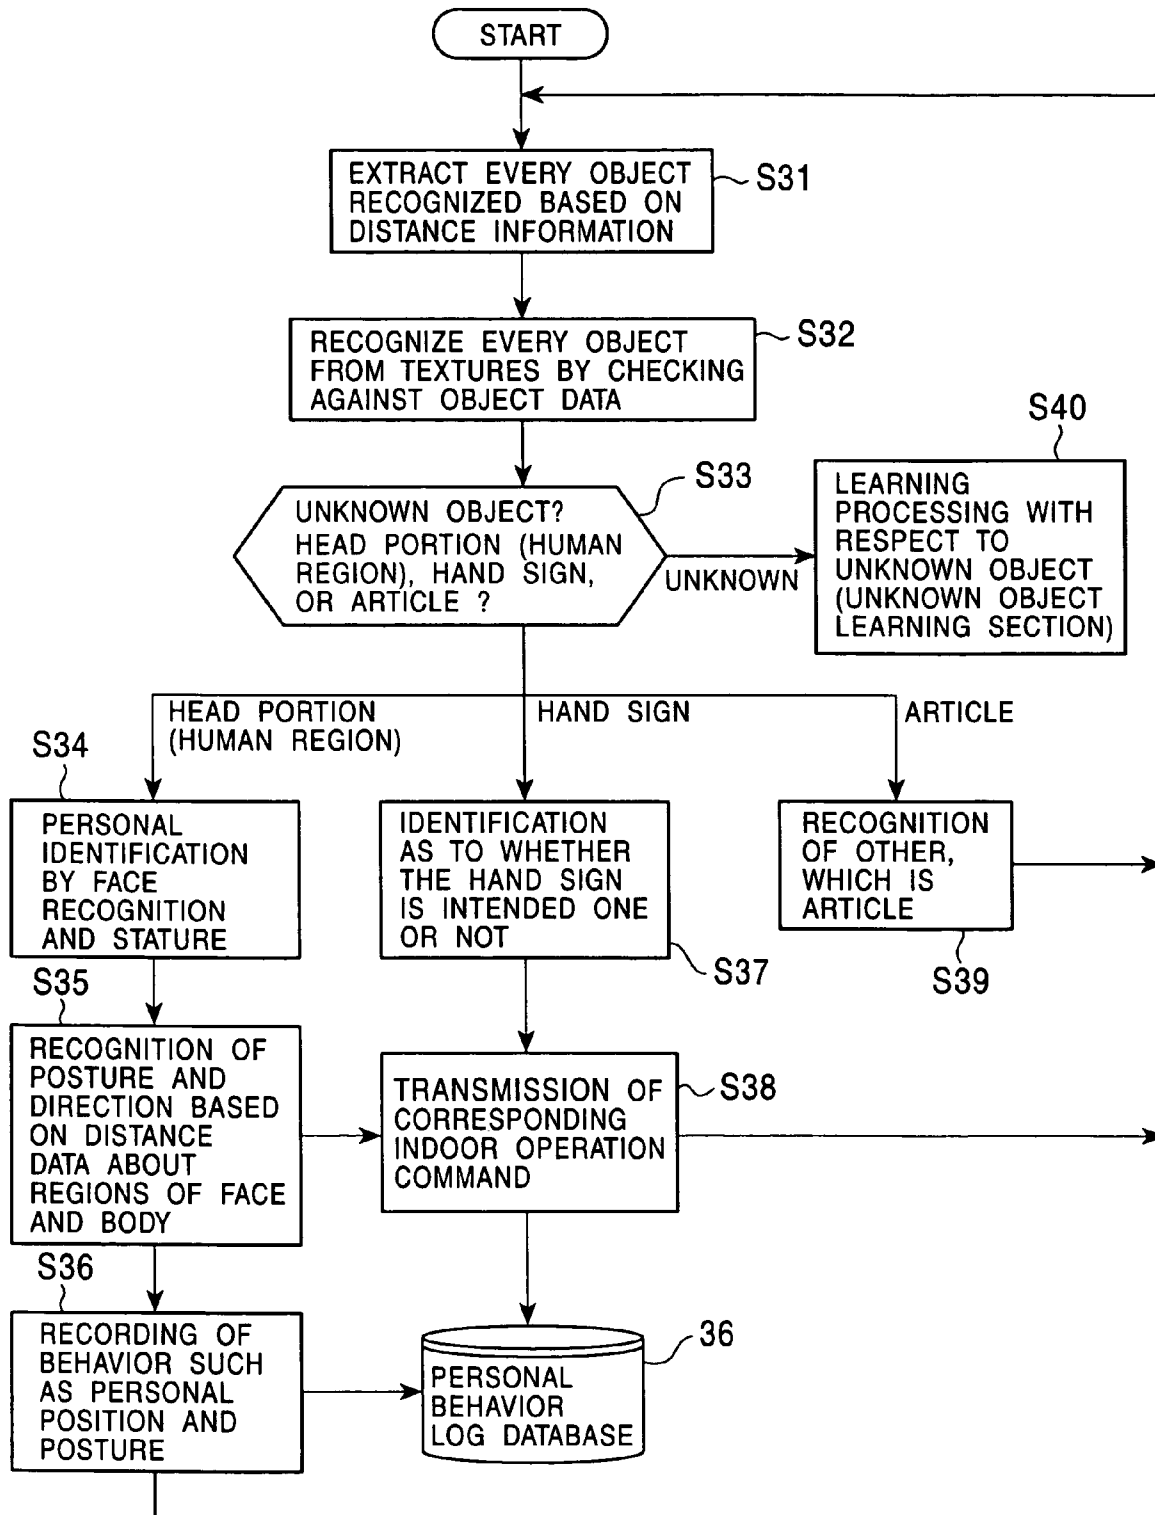 START
EXTRACT EVERY OBJECT
RECOGNIZED BASED ON
DISTANCE INFORMATION
S31
RECOGNIZE EVERY OBJECT
FROM TEXTURES BY CHECKING
AGAINST OBJECT DATA
S32
UNKNOWN OBJECT?
HEAD PORTION (HUMAN
REGION), HAND SIGN,
OR ARTICLE ?
S33
UNKNOWN
S40
LEARNING
PROCESSING WITH
RESPECT TO
UNKNOWN OBJECT
(UNKNOWN OBJECT
LEARNING SECTION)
HEAD PORTION
(HUMAN REGION)
HAND SIGN
ARTICLE
S34
PERSONAL
IDENTIFICATION
BY FACE
RECOGNITION
AND STATURE
IDENTIFICATION
AS TO WHETHER
THE HAND SIGN
IS INTENDED ONE
OR NOT
S37
RECOGNITION
OF OTHER,
WHICH IS
ARTICLE
S39
S35
RECOGNITION OF
POSTURE AND
DIRECTION BASED
ON DISTANCE
DATA ABOUT
REGIONS OF FACE
AND BODY
TRANSMISSION OF
CORRESPONDING
INDOOR OPERATION
COMMAND
S38
S36
RECORDING OF
BEHAVIOR SUCH
AS PERSONAL
POSITION AND
POSTURE
PERSONAL
BEHAVIOR
LOG DATABASE
36